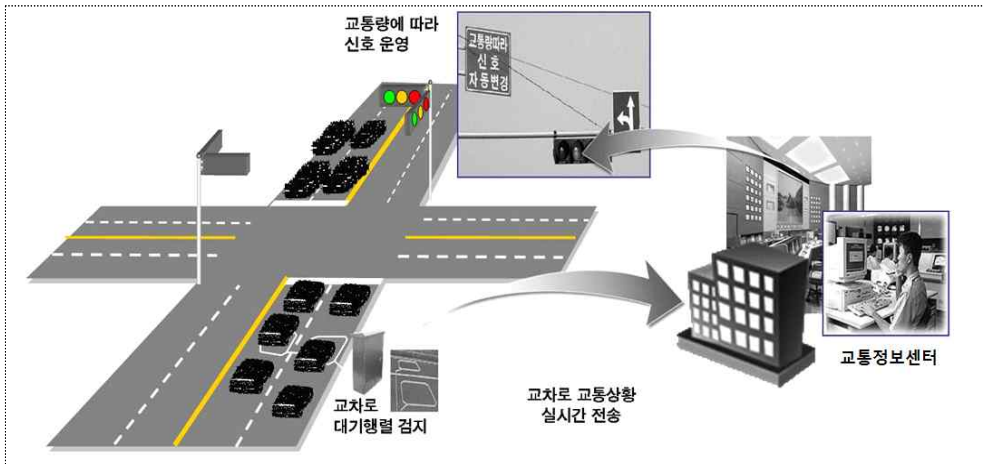 교통량에 따라
신호 운영
교통량따라
신 호
자동변경
교통정보센터
교차로
대기행렬 검지
교차로 교통상황
실시간 전송